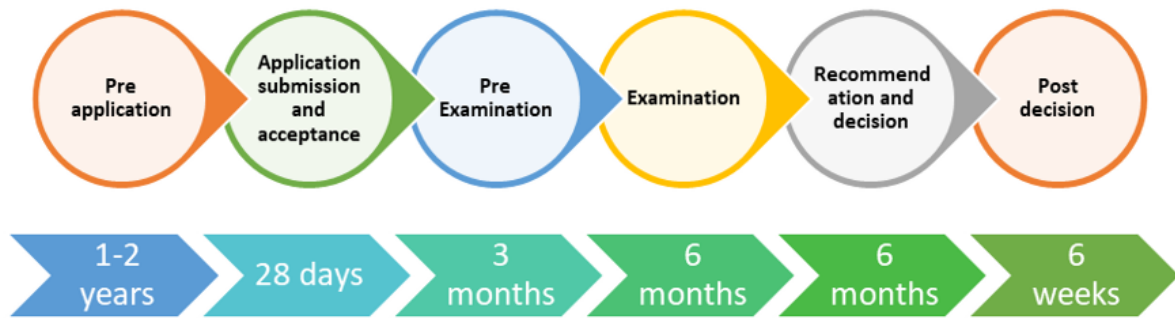 Pre
application
Application
submission
and
acceptance
Pre
Examination
Examination
Recommend
ation and
decision
Post
decision
1-2
years
28 days
3
months
6
months
6
months
6
weeks